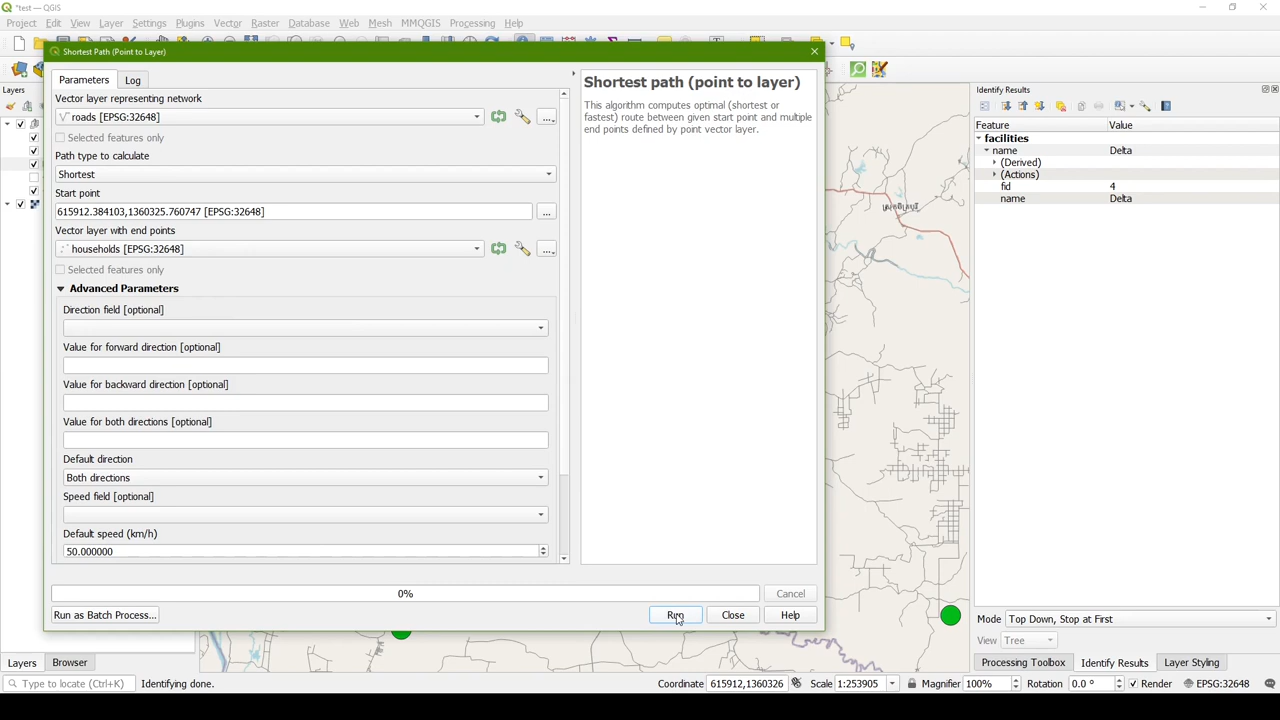 *test — QGIS
Project Edit View Layer Settings Plugins Vector Raster Database Web Mesh MMQGIS Processing Help
Shortest Path (Point to Layer)
Parameters Log
Vector layer representing network
roads [EPSG:32648]
Selected features only
Path type to calculate
Shortest
Start point
615912.384103,1360325.760747 [EPSG:32648]
Vector layer with end points
households [EPSG:32648]
Selected features only
Advanced Parameters
Direction field [optional]
Value for forward direction [optional]
Value for backward direction [optional]
Value for both directions [optional]
Default direction
Both directions
Speed field [optional]
Default speed (km/h)
50.000000
0%
Cancel
Run as Batch Process...
Run
Close
Help
Shortest path (point to layer)
This algorithm computes optimal (shortest or
fastest) route between given start point and multiple
end points defined by point vector layer.
Layers
Identify Results
Feature Value
facilities
name Delta
(Derived)
(Actions)
fid 4
name Delta
Mode Top Down, Stop at First
View Tree
Layers Browser
Processing Toolbox Identify Results Layer Styling
Type to locate (Ctrl+K) Identifying done. Coordinate 615912,1360326 Scale 1:253905 Magnifier 100% Rotation 0.0 ° Render EPSG:32648